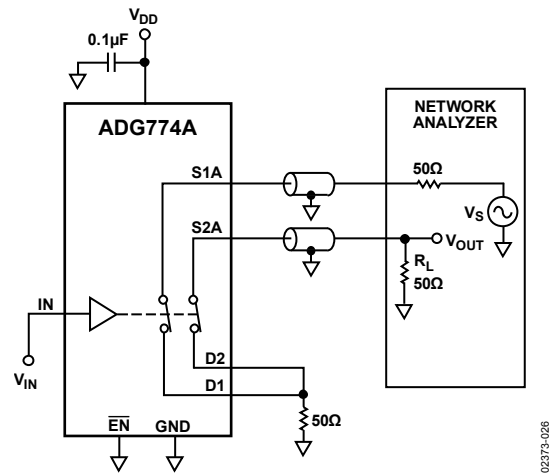 VDD
0.1µF
ADG774A
NETWORK
ANALYZER
S1A
50Ω
VS
S2A
VOUT
RL
50Ω
IN
D2
VIN
D1
50Ω
EN
GND
02373-026